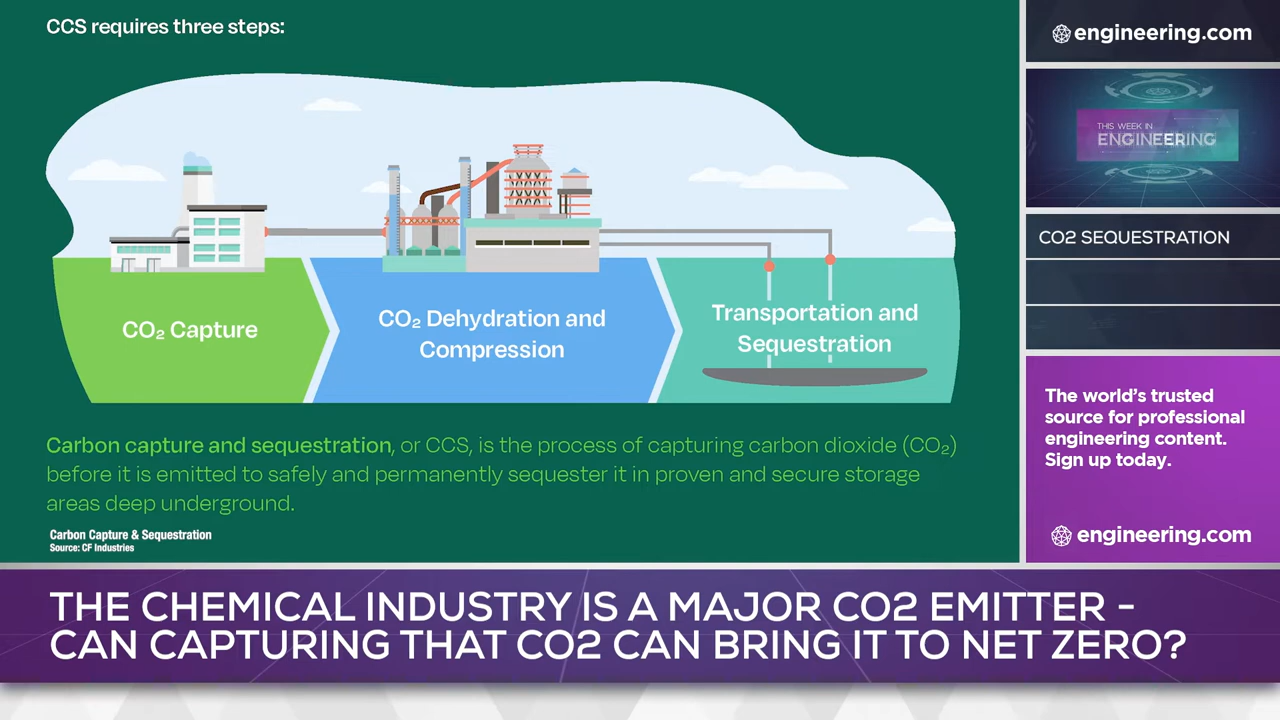 CCS requires three steps:
CO₂ Capture
CO₂ Dehydration and
Compression
Transportation and
Sequestration
Carbon capture and sequestration, or CCS, is the process of capturing carbon dioxide (CO₂)
before it is emitted to safely and permanently sequester it in proven and secure storage
areas deep underground.
Carbon Capture & Sequestration
Source: CF Industries
engineering.com
THIS WEEK IN
ENGINEERING
CO2 SEQUESTRATION
The world’s trusted
source for professional
engineering content.
Sign up today.
engineering.com
THE CHEMICAL INDUSTRY IS A MAJOR CO2 EMITTER –
CAN CAPTURING THAT CO2 CAN BRING IT TO NET ZERO?